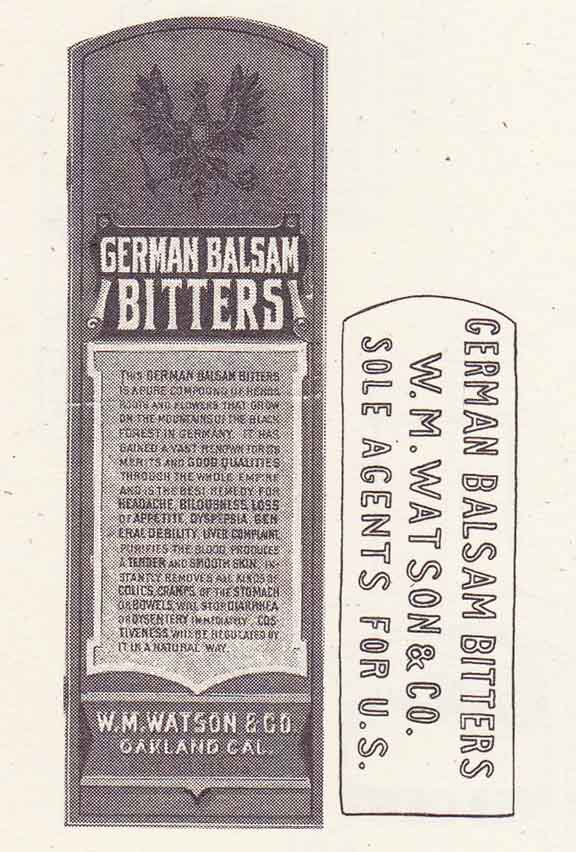 GERMAN BALSAM
BITTERS
THIS GERMAN BALSAM BITTERS
IS A PURE COMPOUND OF HERBS
ROOTS AND FLOWERS THAT GROW
ON THE MOUNTAINS OF THE BLACK
FOREST IN GERMANY. IT HAS
GAINED A VAST RENOWN FOR ITS
MERITS AND GOOD QUALITIES
THROUGH THE WHOLE EMPIRE
AND IS THE BEST REMEDY FOR
HEADACHE, BILOUSNESS, LOSS
OF APPETITE, DYSPEPSIA, GEN
ERAL DEBILITY, LIVER COMPLAINT,
PURIFIES THE BLOOD, PRODUCES
A TENDER AND SMOOTH SKIN. IN-
STANTLY REMOVES ALL KINDS OF
COLICS, CRAMPS, OF THE STOMACH
OR BOWELS, WILL STOP DIARRHEA
OR DYSENTERY IMMEDIATLY. COS-
TIVENESS WILL BE REGULATED BY
IT IN A NATURAL WAY.
W.M.WATSON & CO.
OAKLAND CAL.
GERMAN BALSAM BITTERS
W.M.WATSON & CO.
SOLE AGENTS FOR U.S.